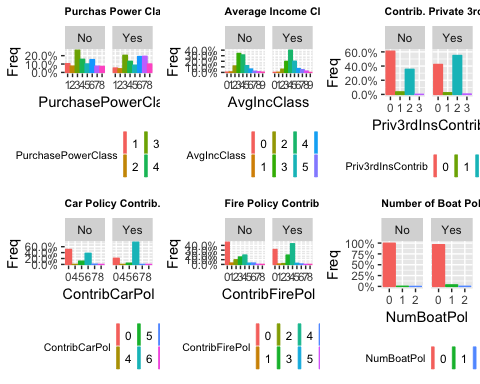 Purchas Power Cla
No Yes
Freq
20.0%
10.0%
0.0%
12345678 12345678
PurchasePowerCla
PurchasePowerClass
1 3
2 4
Average Income Cl
No Yes
Freq
40.0%
30.0%
20.0%
10.0%
0.0%
0123456789 0123456789
AvgIncClass
AvgIncClass
0 2 4
1 3 5
Contrib. Private 3rd
No Yes
Freq
60.0%
40.0%
20.0%
0.0%
0 1 2 3 0 1 2 3
Priv3rdInsContrib
Priv3rdInsContrib
0 1
Car Policy Contrib.
No Yes
Freq
60.0%
40.0%
20.0%
0.0%
045678 045678
ContribCarPol
ContribCarPol
0 5
4 6
Fire Policy Contrib
No Yes
Freq
40.0%
30.0%
20.0%
10.0%
0.0%
012345678 012345678
ContribFirePol
ContribFirePol
0 2 4
1 3 5
Number of Boat Pol
No Yes
Freq
100%
75%
50%
25%
0%
0 1 2 0 1 2
NumBoatPol
NumBoatPol
0 1